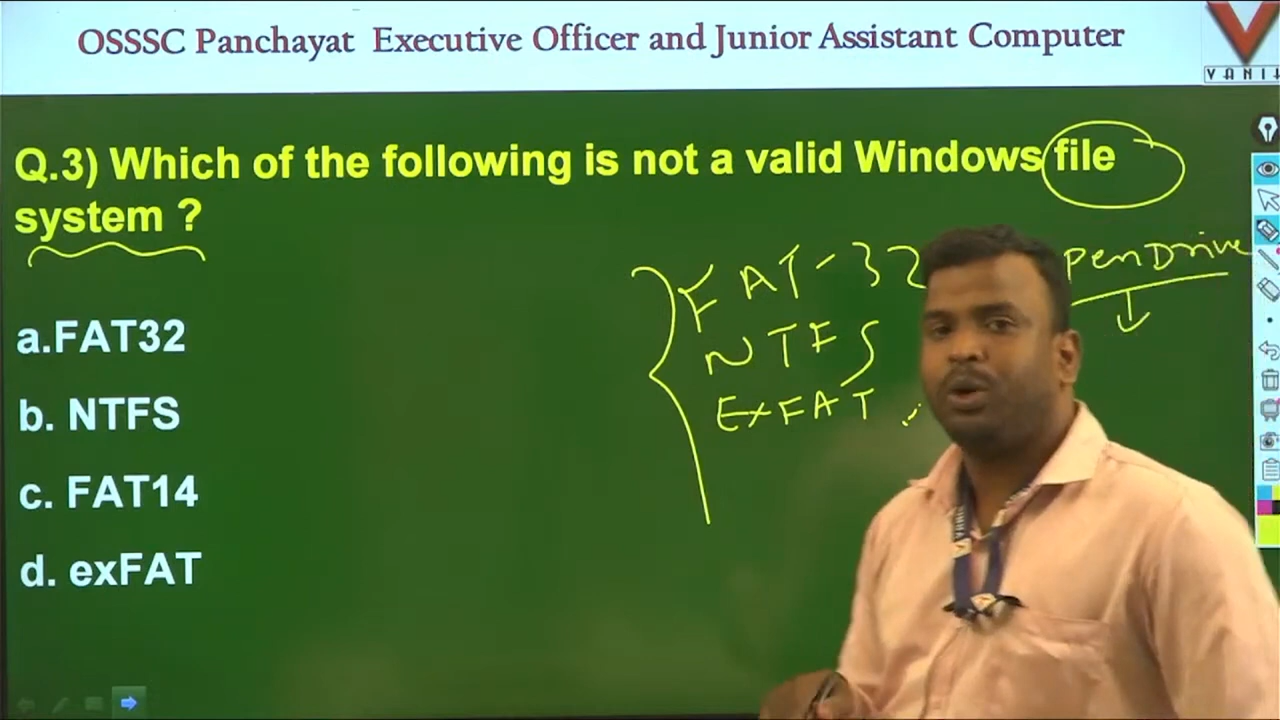 OSSSC Panchayat Executive Officer and Junior Assistant Computer
VANI
Q.3) Which of the following is not a valid Windows file
system ?
a.FAT32
b. NTFS
c. FAT14
d. exFAT
FAT-32
NTFS
EXFAT
PenDrive